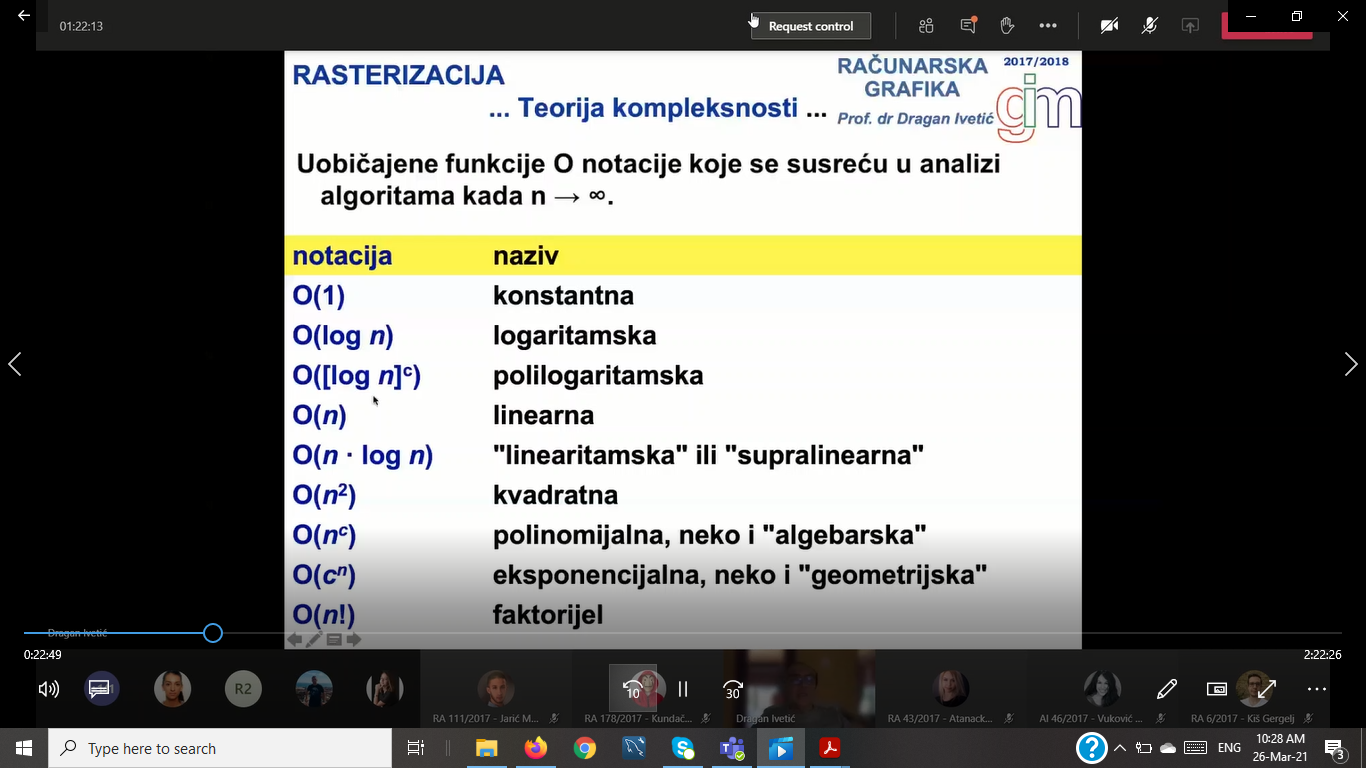 01:22:13
Request control
RASTERIZACIJA
... Teorija kompleksnosti ...
RAČUNARSKA
GRAFIKA
Prof. dr Dragan Ivetić
2017/2018
gim
Uobičajene funkcije O notacije koje se susreću u analizi
algoritama kada n → ∞.
notacija naziv
O(1) konstantna
O(log n) logaritamska
O([log n]ᶜ) polilogaritamska
O(n) linearna
O(n · log n) "linearitamska" ili "supralinearna"
O(n²) kvadratna
O(nᶜ) polinomijalna, neko i "algebarska"
O(cⁿ) eksponencijalna, neko i "geometrijska"
O(n!) faktorijel
Dragan Ivetić
0:22:49
2:22:26
R2
10
30
RA 111/2017 - Jarić M...
RA 178/2017 - Kundač...
Dragan Ivetić
RA 43/2017 - Atanack...
AI 46/2017 - Vuković ...
RA 6/2017 - Kiš Gergelj
Type here to search
ENG
10:28 AM
26-Mar-21
3